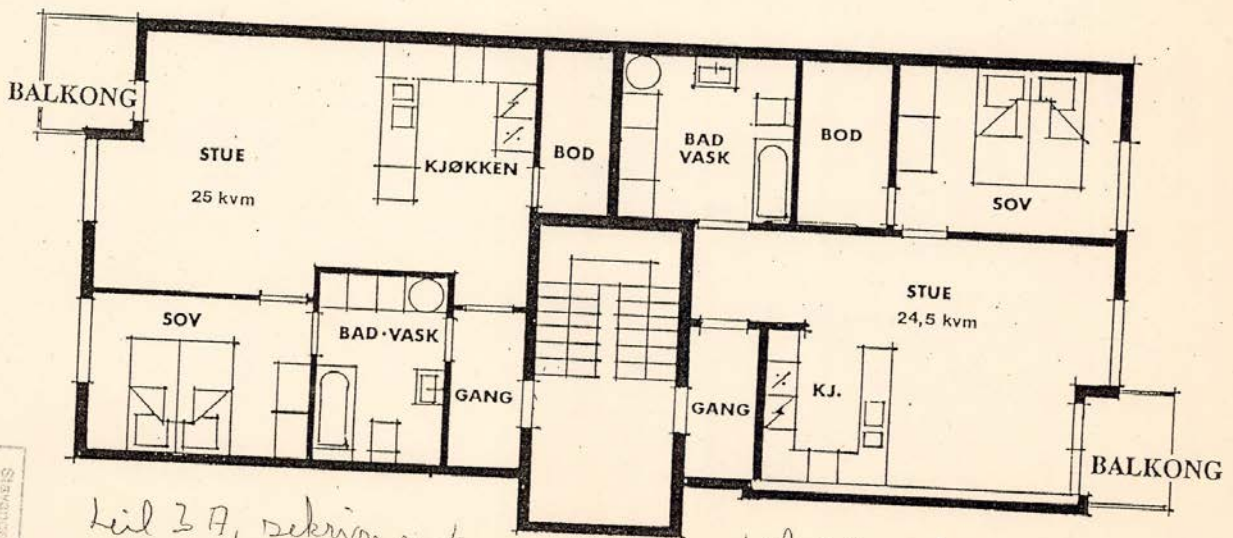 BALKONG
STUE
25 kvm
KJØKKEN
BOD
BAD
VASK
BOD
SOV
SOV
BAD·VASK
GANG
GANG
KJ.
STUE
24,5 kvm
BALKONG
Leil 3 A,